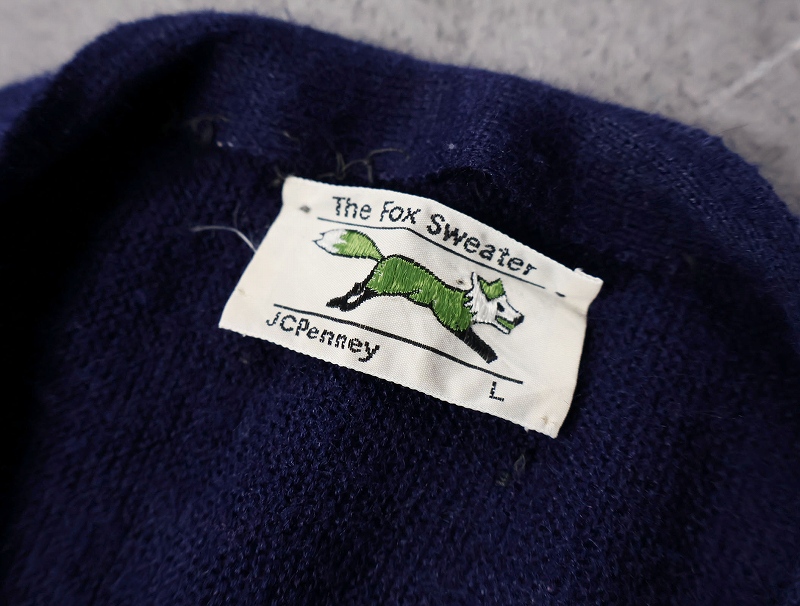 The Fox Sweater
JCPenney
L